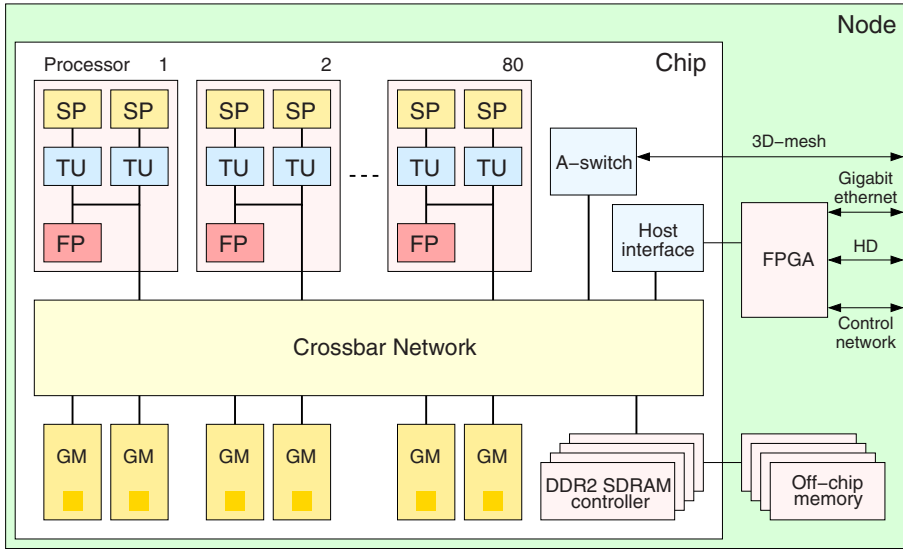 Node
Chip
Processor 1 2 80
SP SP SP SP SP SP
TU TU TU TU TU TU
FP FP FP
A-switch
3D-mesh
Host
interface
FPGA
Gigabit
ethernet
HD
Control
network
Crossbar Network
GM GM GM GM GM GM
DDR2 SDRAM
controller
Off-chip
memory